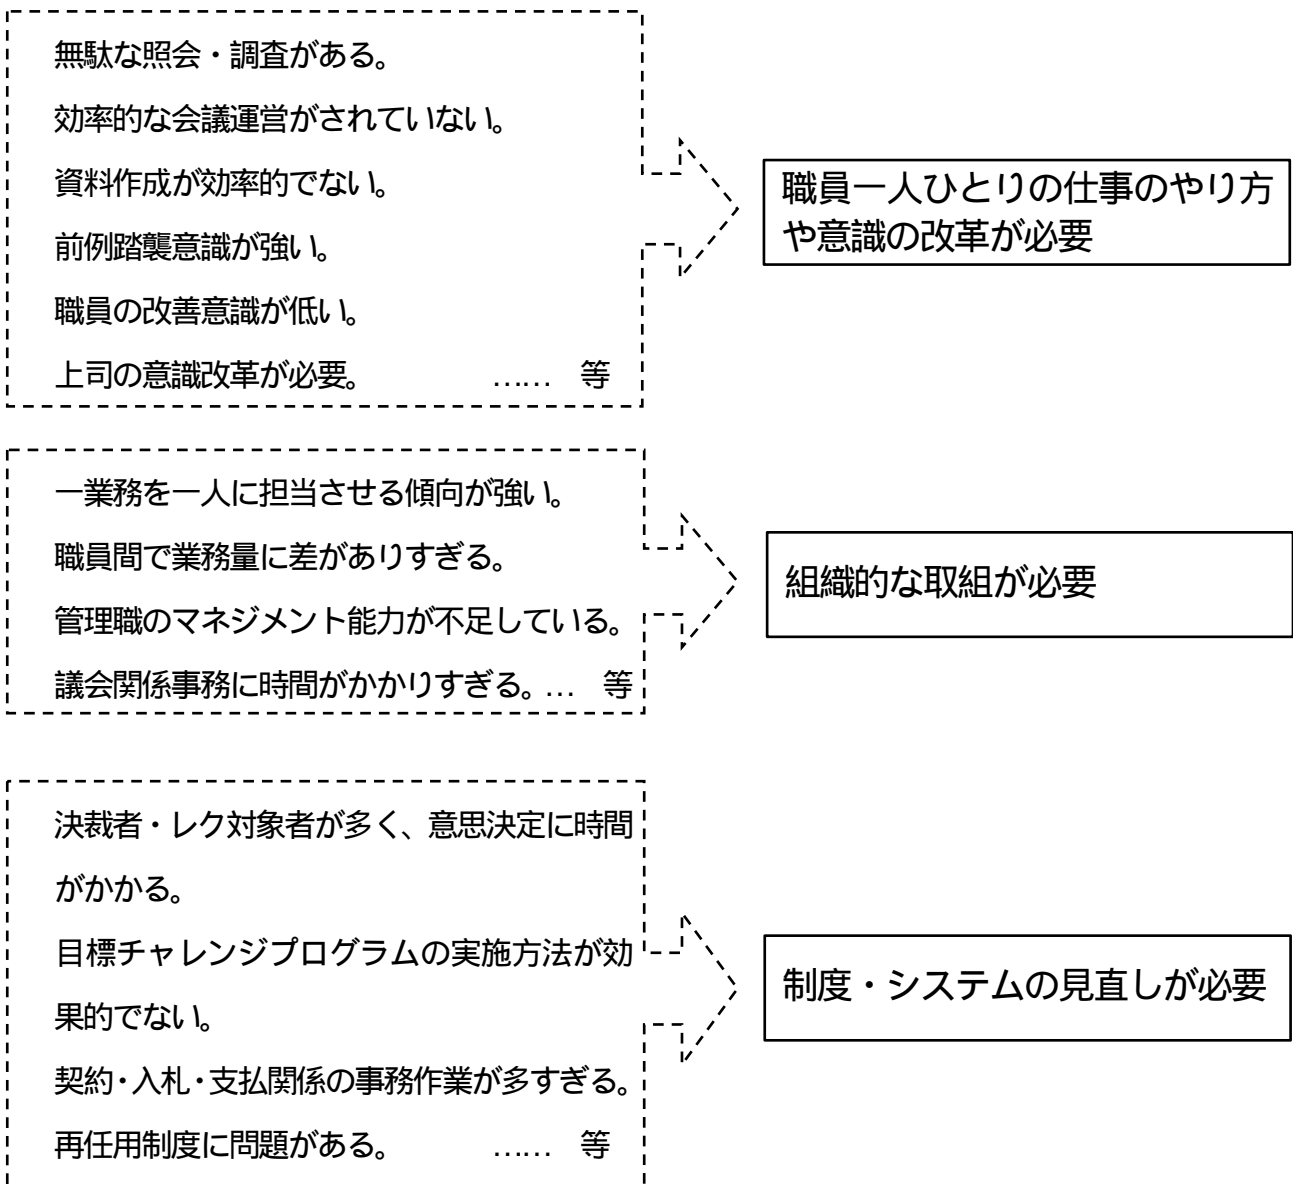 無駄な照会・調査がある。
効率的な会議運営がされていない。
資料作成が効率的でない。
前例踏襲意識が強い。
職員の改善意識が低い。
上司の意識改革が必要。　　　…… 等
職員一人ひとりの仕事のやり方
や意識の改革が必要
一業務を一人に担当させる傾向が強い。
職員間で業務量に差がありすぎる。
管理職のマネジメント能力が不足している。
議会関係事務に時間がかかりすぎる。… 等
組織的な取組が必要
決裁者・レク対象者が多く、意思決定に時間
がかかる。
目標チャレンジプログラムの実施方法が効
果的でない。
契約・入札・支払関係の事務作業が多すぎる。
再任用制度に問題がある。　　　…… 等
制度・システムの見直しが必要